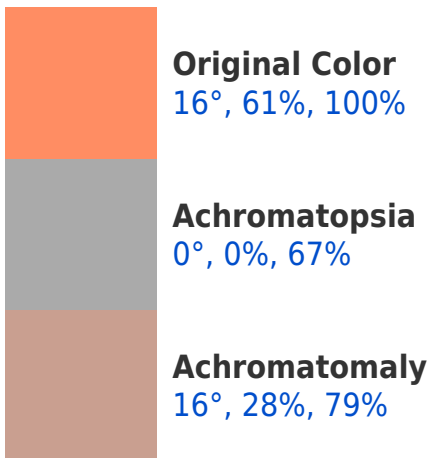 Original Color
16°, 61%, 100%
Achromatopsia
0°, 0%, 67%
Achromatomaly
16°, 28%, 79%